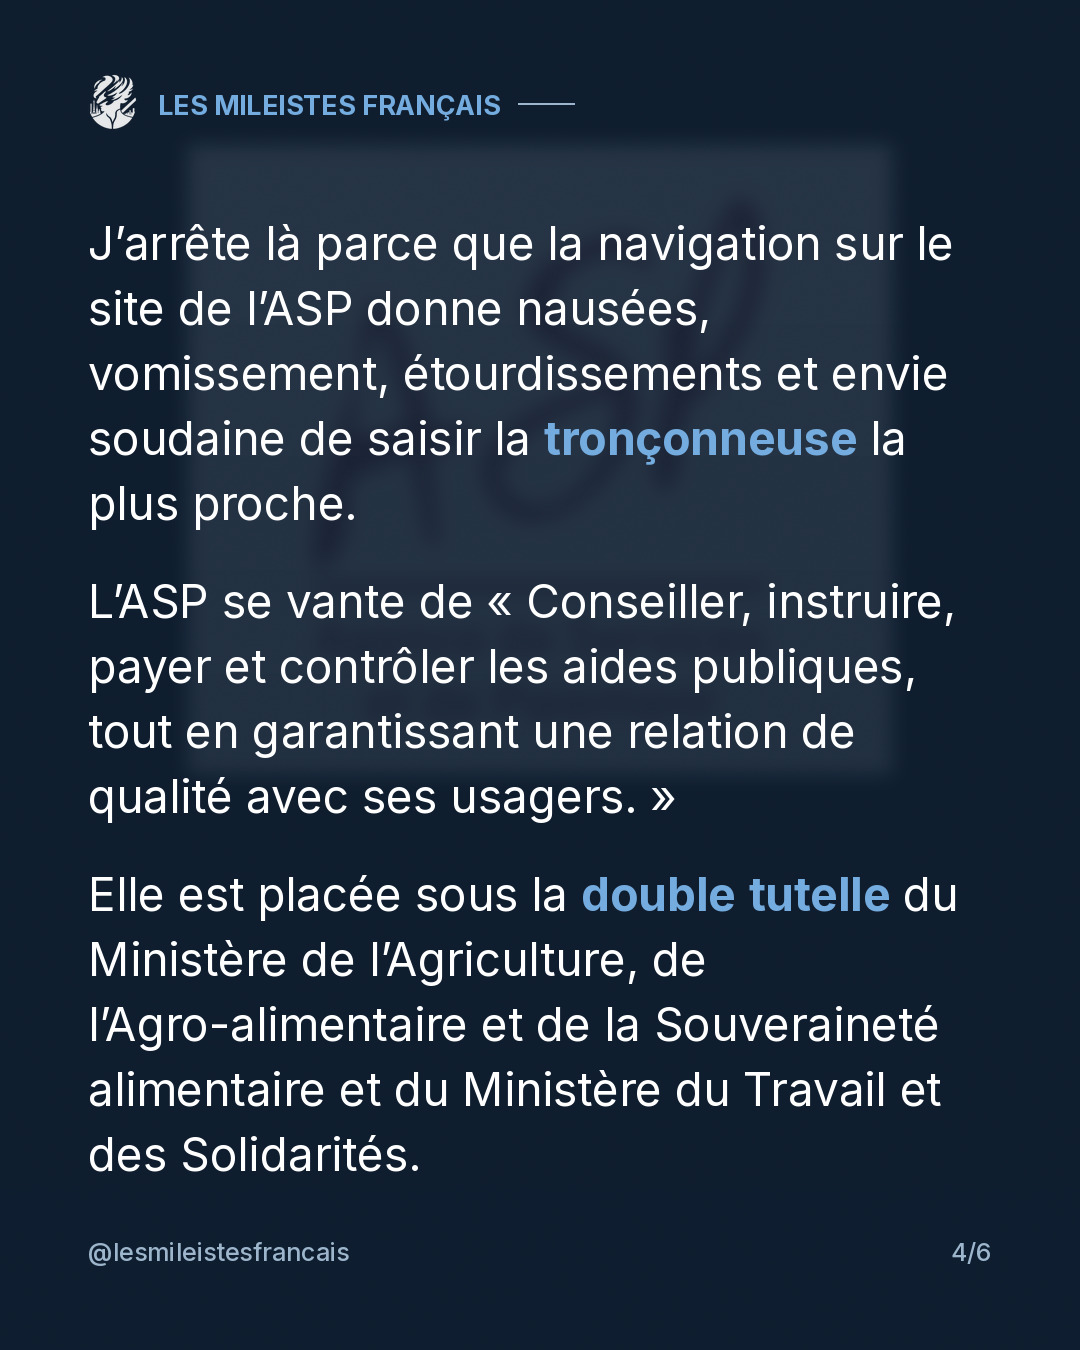 LES MILEISTES FRANÇAIS
J’arrête là parce que la navigation sur le
site de l’ASP donne nausées,
vomissement, étourdissements et envie
soudaine de saisir la tronçonneuse la
plus proche.
L’ASP se vante de « Conseiller, instruire,
payer et contrôler les aides publiques,
tout en garantissant une relation de
qualité avec ses usagers. »
Elle est placée sous la double tutelle du
Ministère de l’Agriculture, de
l’Agro-alimentaire et de la Souveraineté
alimentaire et du Ministère du Travail et
des Solidarités.
@lesmileistesfrancais
4/6